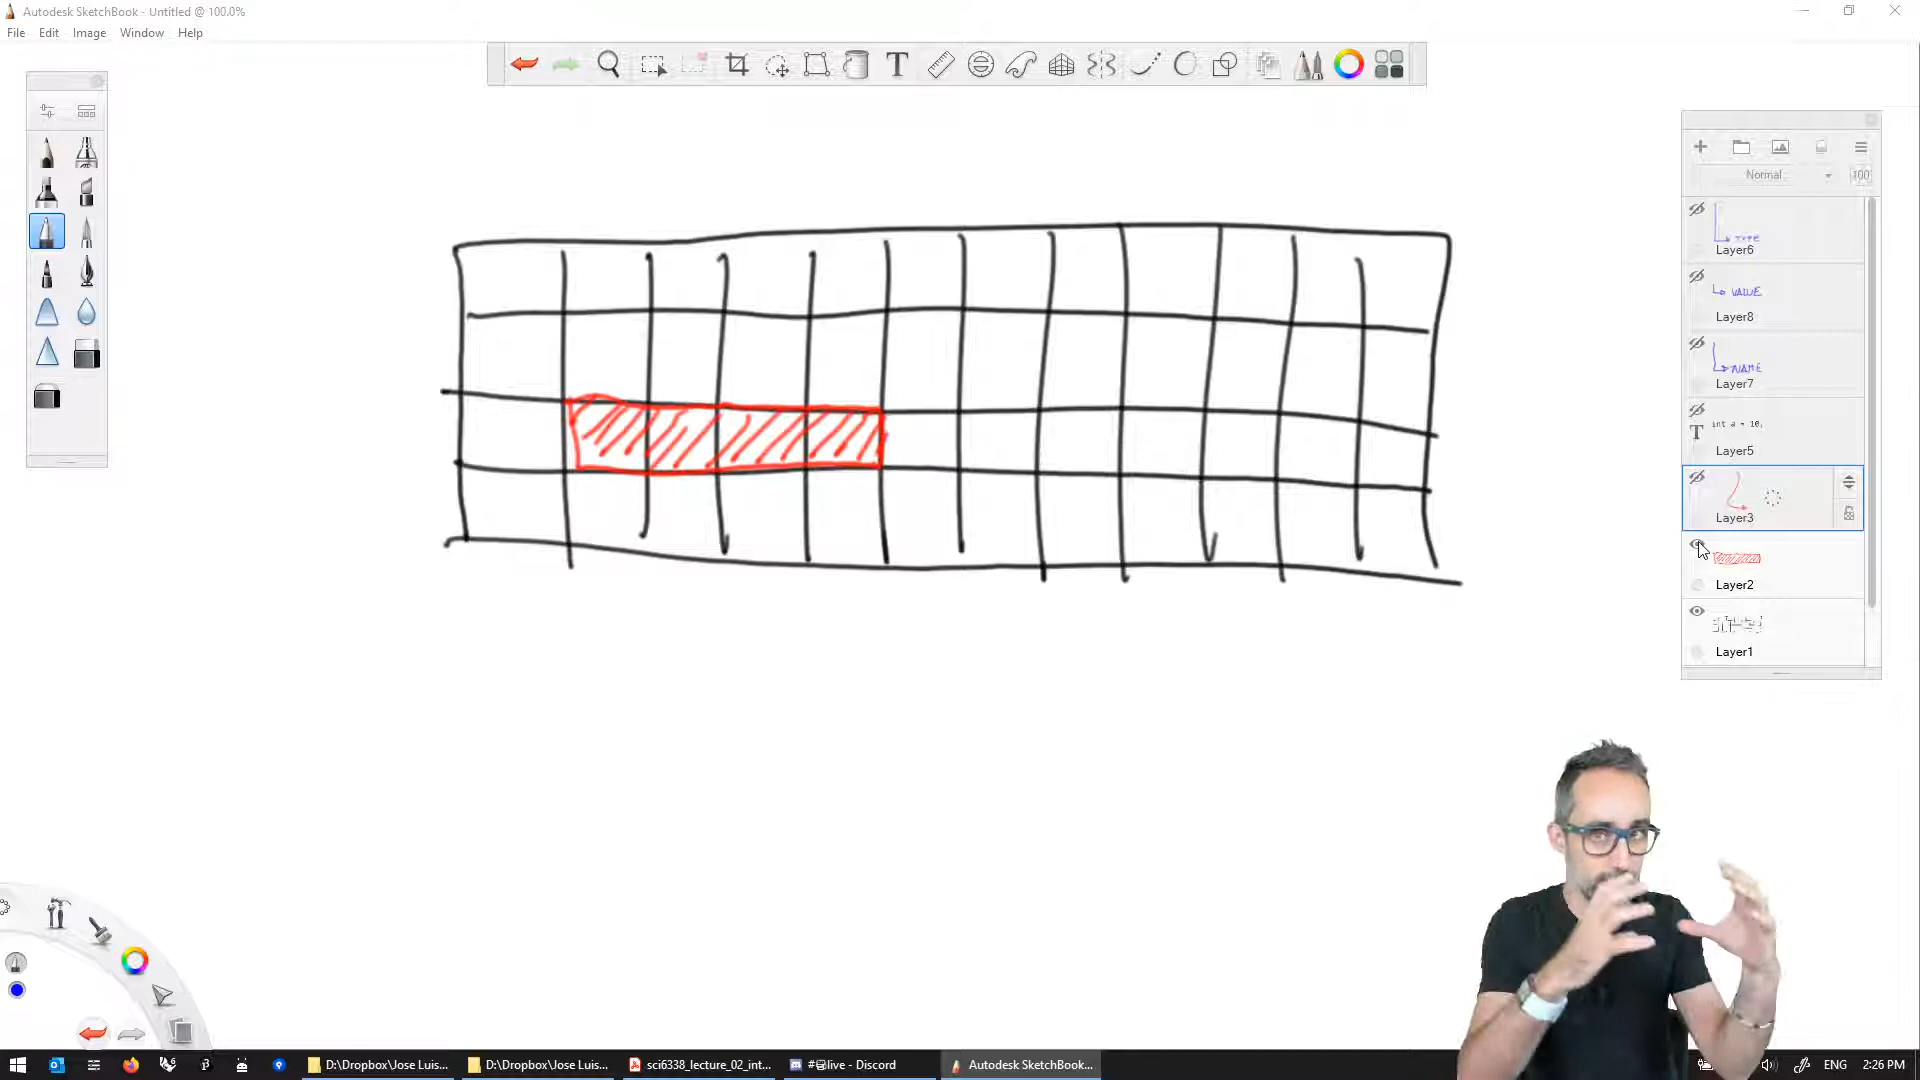 Autodesk SketchBook - Untitled @ 100.0%
File Edit Image Window Help
T
Normal 100
TYPE
Layer6
VALUE
Layer8
NAME
Layer7
int a = 10;
T
Layer5
Layer3
Layer2
Layer1
D:\Dropbox\Jose Luis... D:\Dropbox\Jose Luis... sci6338_lecture_02_int... live - Discord Autodesk SketchBook... ENG 2:26 PM